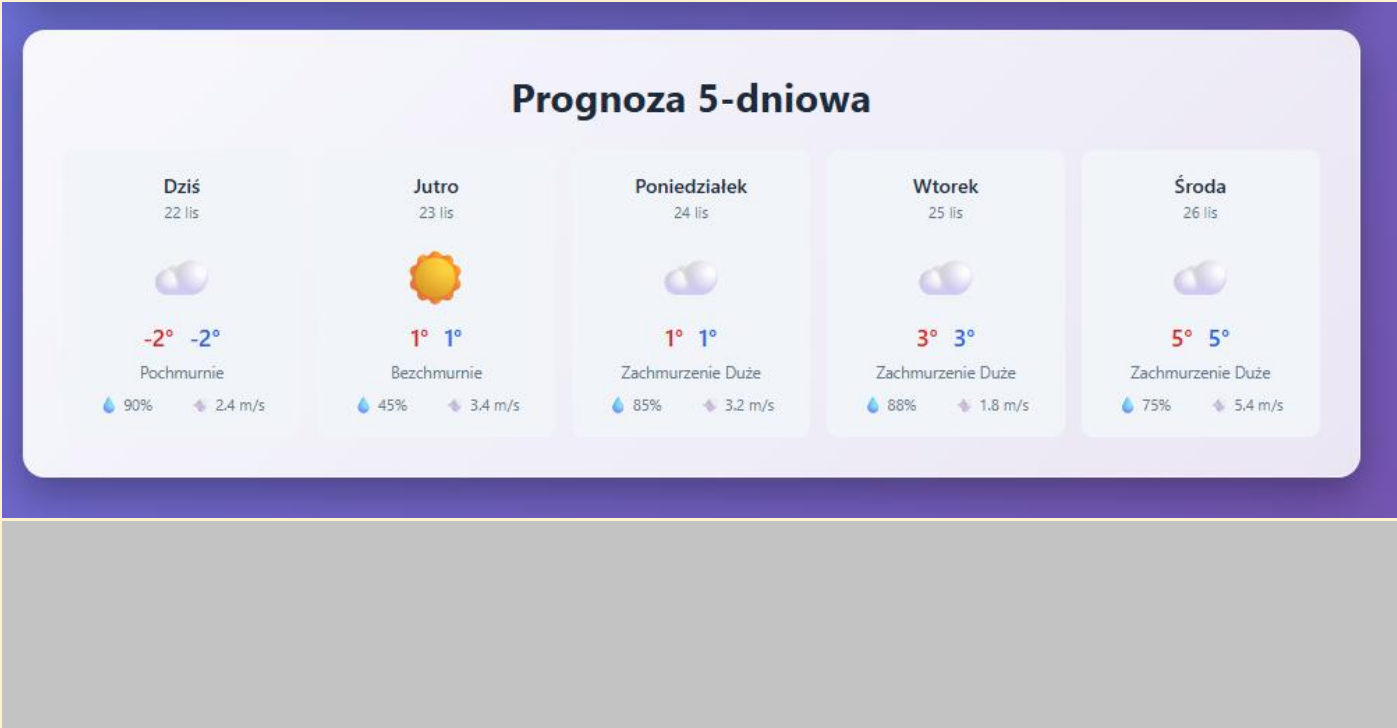 Prognoza 5-dniowa
Dziś
22 lis
-2° -2°
Pochmurnie
90% 2.4 m/s
Jutro
23 lis
1° 1°
Bezchmurnie
45% 3.4 m/s
Poniedziałek
24 lis
1° 1°
Zachmurzenie Duże
85% 3.2 m/s
Wtorek
25 lis
3° 3°
Zachmurzenie Duże
88% 1.8 m/s
Środa
26 lis
5° 5°
Zachmurzenie Duże
75% 5.4 m/s